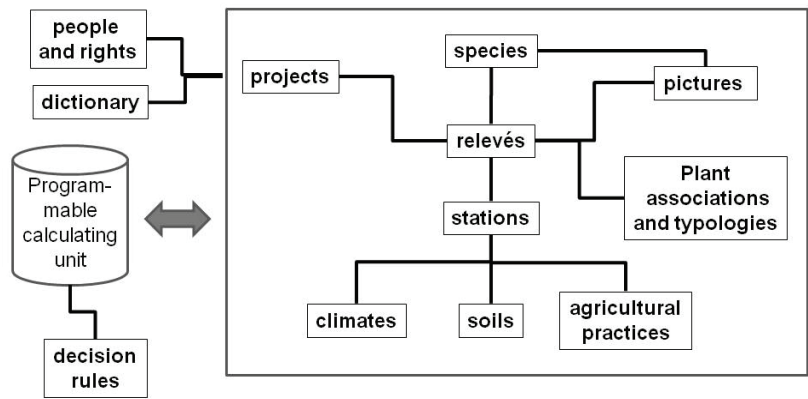 people
and rights
dictionary
Program-
mable
calculating
unit
decision
rules
projects
species
pictures
relevés
Plant
associations
and typologies
stations
climates
soils
agricultural
practices